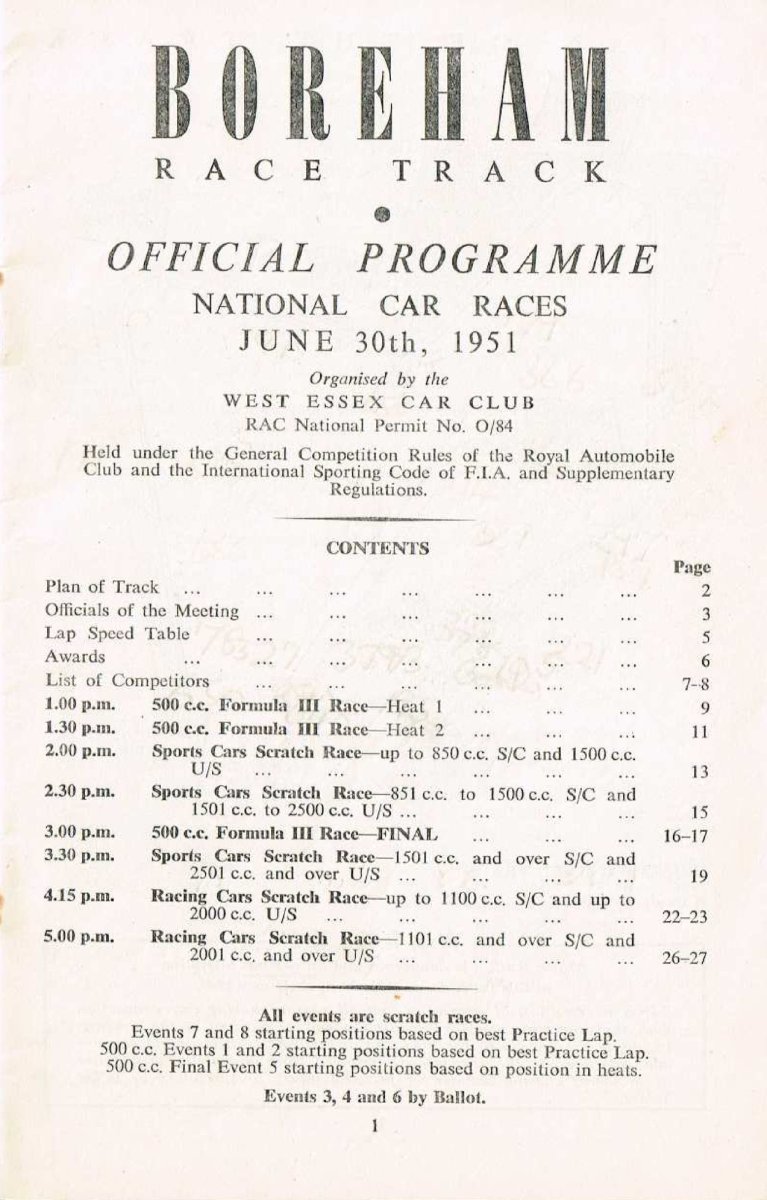 BOREHAM
RACE TRACK
OFFICIAL PROGRAMME
NATIONAL CAR RACES
JUNE 30th, 1951
Organised by the
WEST ESSEX CAR CLUB
RAC National Permit No. O/84
Held under the General Competition Rules of the Royal Automobile
Club and the International Sporting Code of F.I.A. and Supplementary
Regulations.
CONTENTS
Page
Plan of Track ... ... ... ... ... ... ... 2
Officials of the Meeting ... ... ... ... ... ... 3
Lap Speed Table ... ... ... ... ... ... 5
Awards ... ... ... ... ... ... ... 6
List of Competitors ... ... ... ... ... ... 7–8
1.00 p.m. 500 c.c. Formula III Race—Heat 1 ... ... ... 9
1.30 p.m. 500 c.c. Formula III Race—Heat 2 ... ... ... 11
2.00 p.m. Sports Cars Scratch Race—up to 850 c.c. S/C and 1500 c.c.
U/S ... ... ... ... ... ... 13
2.30 p.m. Sports Cars Scratch Race—851 c.c. to 1500 c.c. S/C and
1501 c.c. to 2500 c.c. U/S ... ... ... ... 15
3.00 p.m. 500 c.c. Formula III Race—FINAL ... ... ... 16–17
3.30 p.m. Sports Cars Scratch Race—1501 c.c. and over S/C and
2501 c.c. and over U/S ... ... ... ... 19
4.15 p.m. Racing Cars Scratch Race—up to 1100 c.c. S/C and up to
2000 c.c. U/S ... ... ... ... ... 22–23
5.00 p.m. Racing Cars Scratch Race—1101 c.c. and over S/C and
2001 c.c. and over U/S ... ... ... ... 26–27
All events are scratch races.
Events 7 and 8 starting positions based on best Practice Lap.
500 c.c. Events 1 and 2 starting positions based on best Practice Lap.
500 c.c. Final Event 5 starting positions based on position in heats.
Events 3, 4 and 6 by Ballot.
1